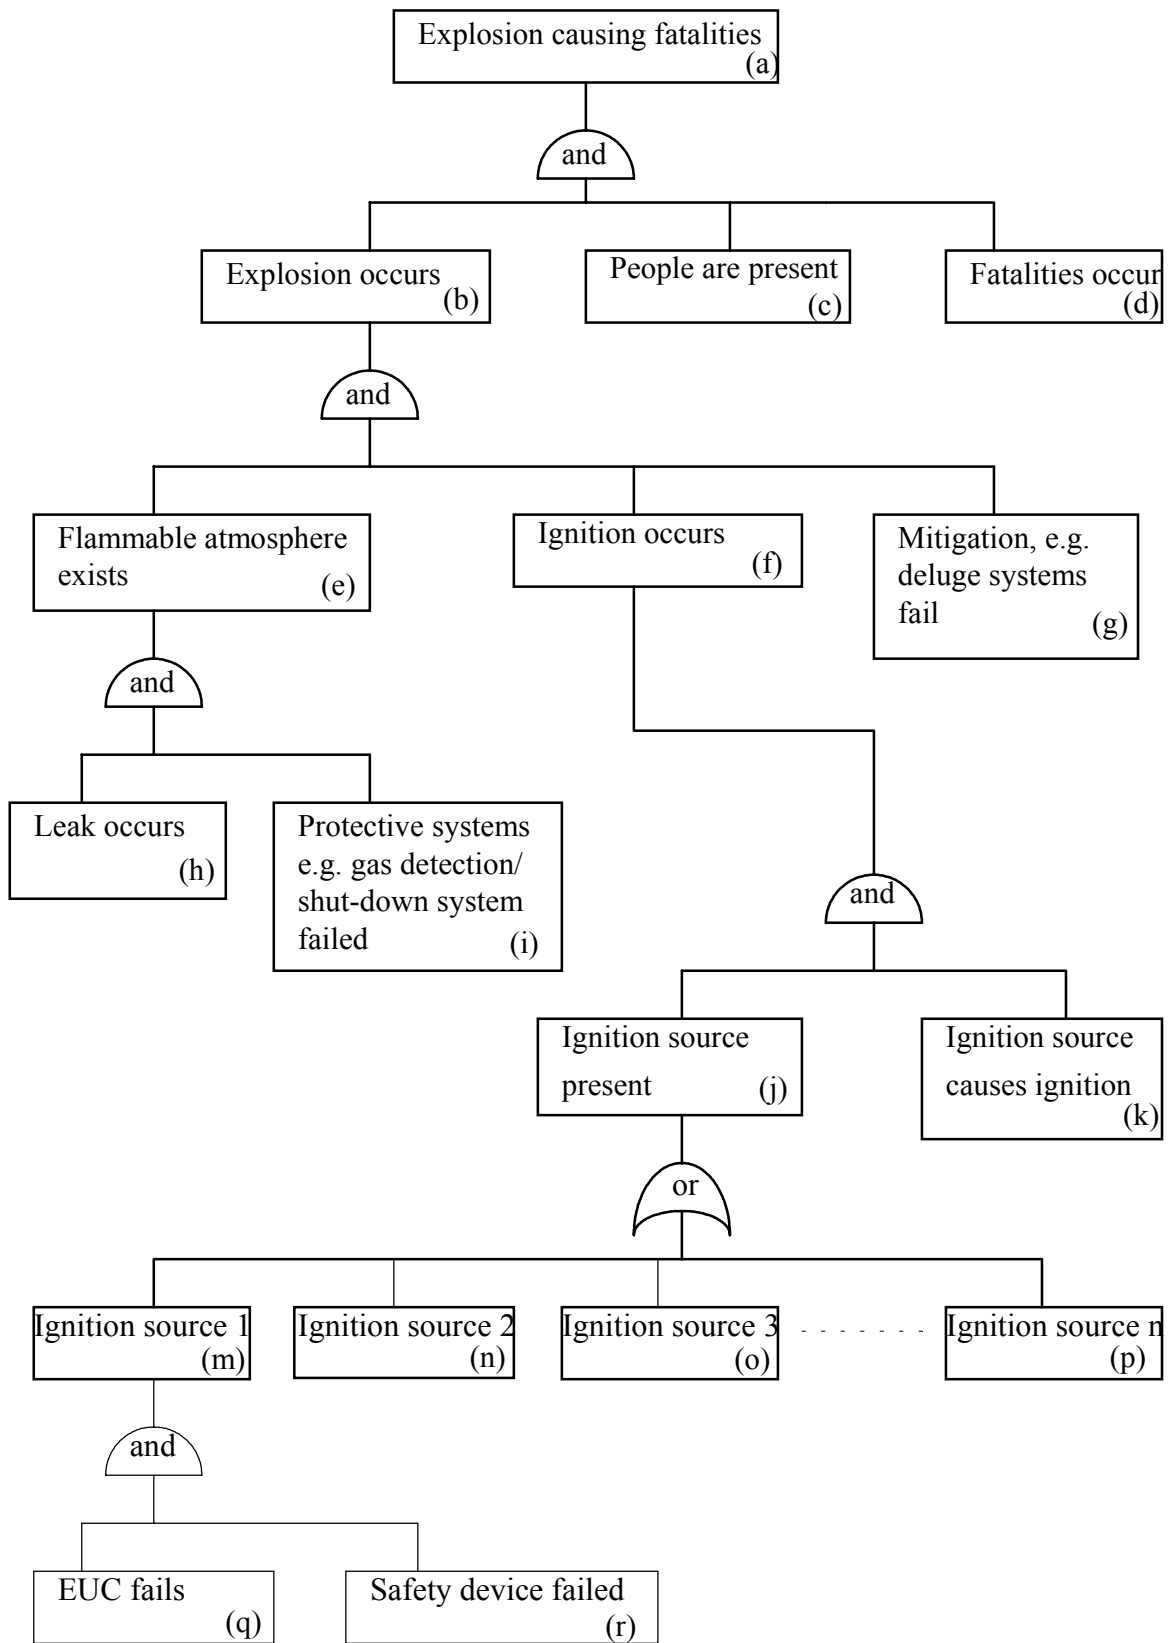 Explosion causing fatalities
(a)
and
Explosion occurs
(b)
People are present
(c)
Fatalities occur
(d)
and
Flammable atmosphere
exists
(e)
Ignition occurs
(f)
Mitigation, e.g.
deluge systems
fail
(g)
and
Leak occurs
(h)
Protective systems
e.g. gas detection/
shut-down system
failed
(i)
and
Ignition source
present
(j)
Ignition source
causes ignition
(k)
or
Ignition source 1
(m)
Ignition source 2
(n)
Ignition source 3
(o)
Ignition source n
(p)
and
EUC fails
(q)
Safety device failed
(r)